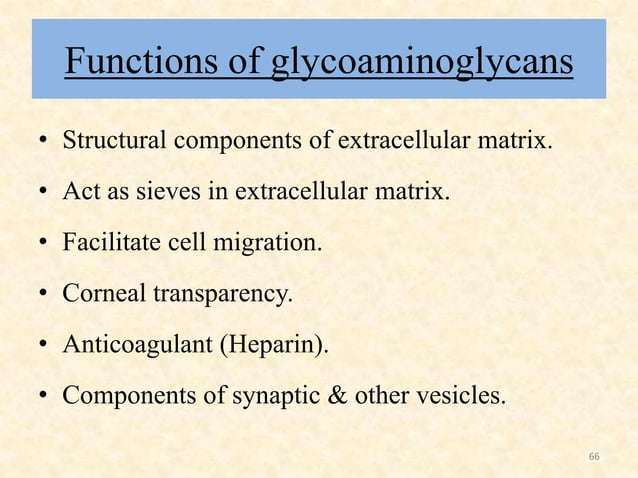 Functions of glycoaminoglycans
• Structural components of extracellular matrix.
• Act as sieves in extracellular matrix.
• Facilitate cell migration.
• Corneal transparency.
• Anticoagulant (Heparin).
• Components of synaptic & other vesicles.
66